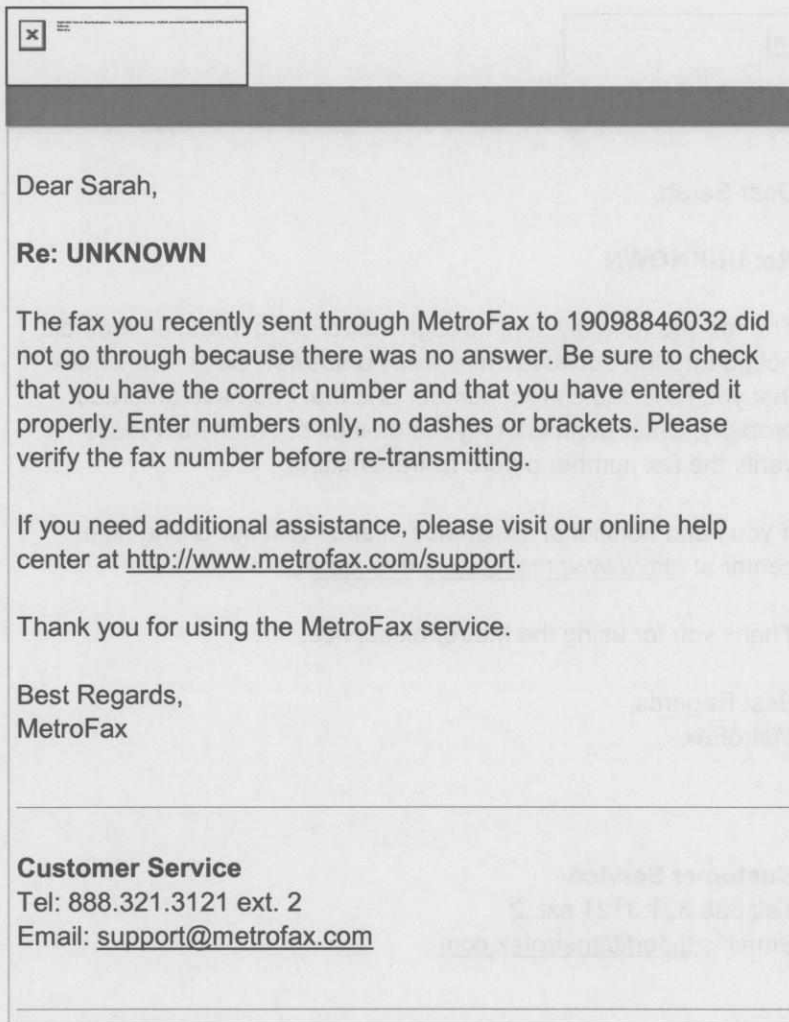 Dear Sarah,
Re: UNKNOWN
The fax you recently sent through MetroFax to 19098846032 did
not go through because there was no answer. Be sure to check
that you have the correct number and that you have entered it
properly. Enter numbers only, no dashes or brackets. Please
verify the fax number before re-transmitting.
If you need additional assistance, please visit our online help
center at http://www.metrofax.com/support.
Thank you for using the MetroFax service.
Best Regards,
MetroFax
Customer Service
Tel: 888.321.3121 ext. 2
Email: support@metrofax.com